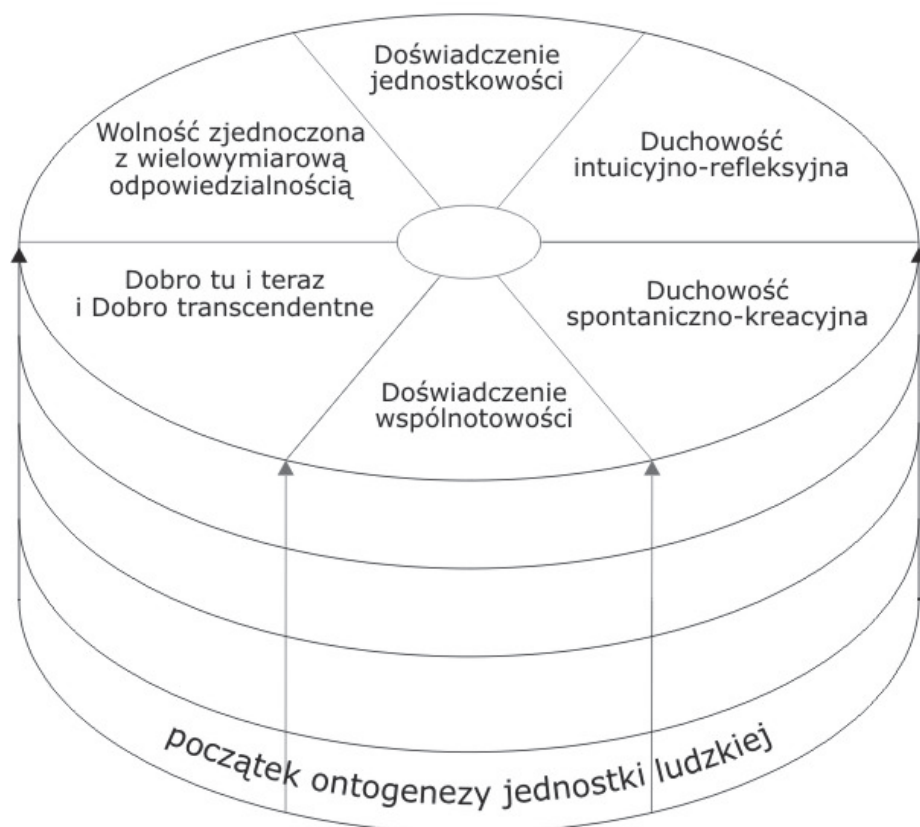 Doświadczenie
jednostkowości
Wolność zjednoczona
z wielowymiarową
odpowiedzialnością
Duchowość
intuicyjno-refleksyjna
Dobro tu i teraz
i Dobro transcendentne
Duchowość
spontaniczno-kreacyjna
Doświadczenie
wspólnotowości
początek ontogenezy jednostki ludzkiej